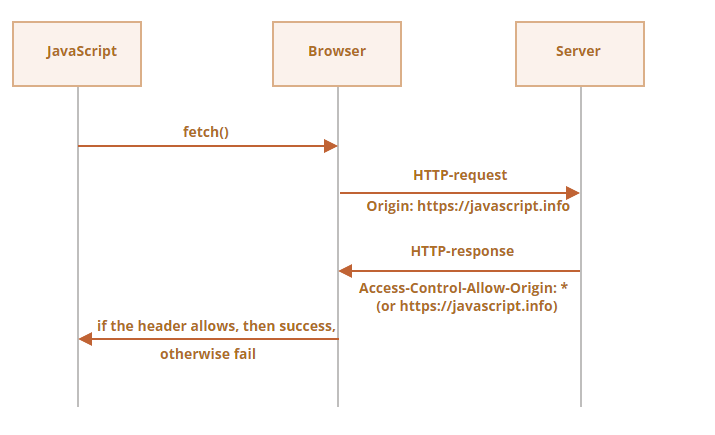 JavaScript
Browser
Server
fetch()
HTTP-request
Origin: https://javascript.info
HTTP-response
Access-Control-Allow-Origin: *
(or https://javascript.info)
if the header allows, then success,
otherwise fail